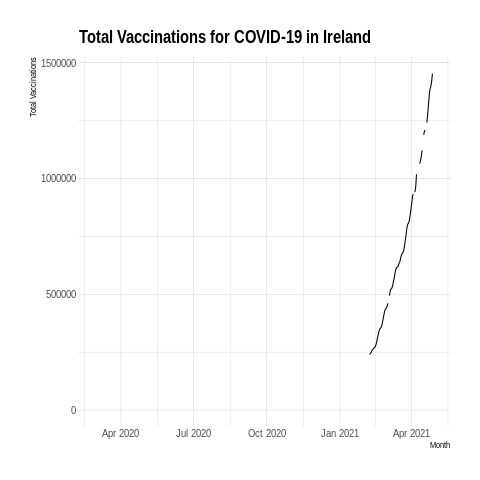 Total Vaccinations for COVID-19 in Ireland
Total Vaccinations
1500000
1000000
500000
0
Apr 2020 Jul 2020 Oct 2020 Jan 2021 Apr 2021
Month